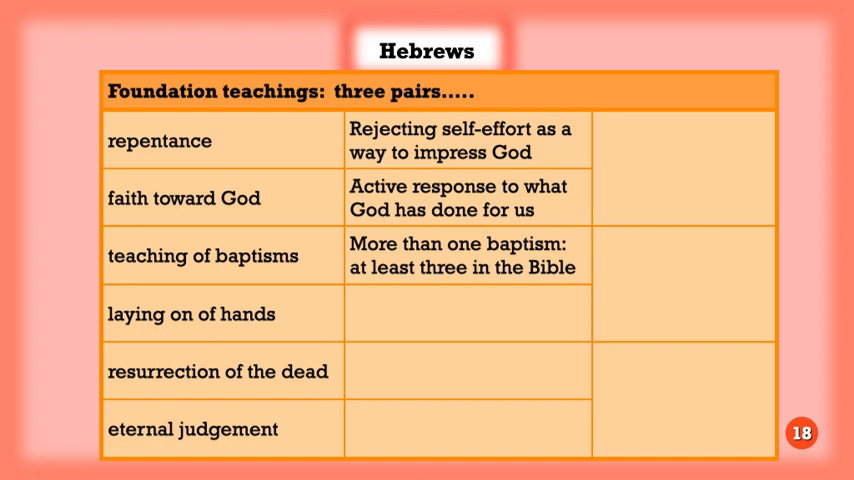 Hebrews
Foundation teachings: three pairs.....
repentance
Rejecting self-effort as a
way to impress God
faith toward God
Active response to what
God has done for us
teaching of baptisms
More than one baptism:
at least three in the Bible
laying on of hands
resurrection of the dead
eternal judgement
18